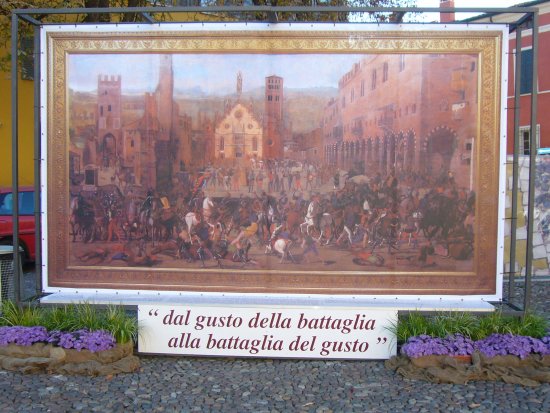 “ dal gusto della battaglia
alla battaglia del gusto ”